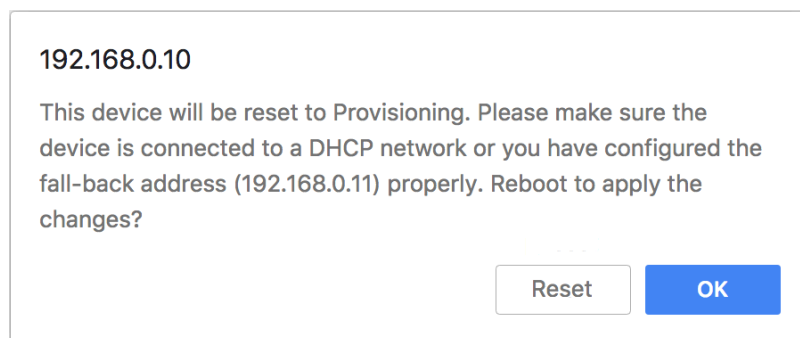 192.168.0.10
This device will be reset to Provisioning. Please make sure the
device is connected to a DHCP network or you have configured the
fall-back address (192.168.0.11) properly. Reboot to apply the
changes?
Reset
OK